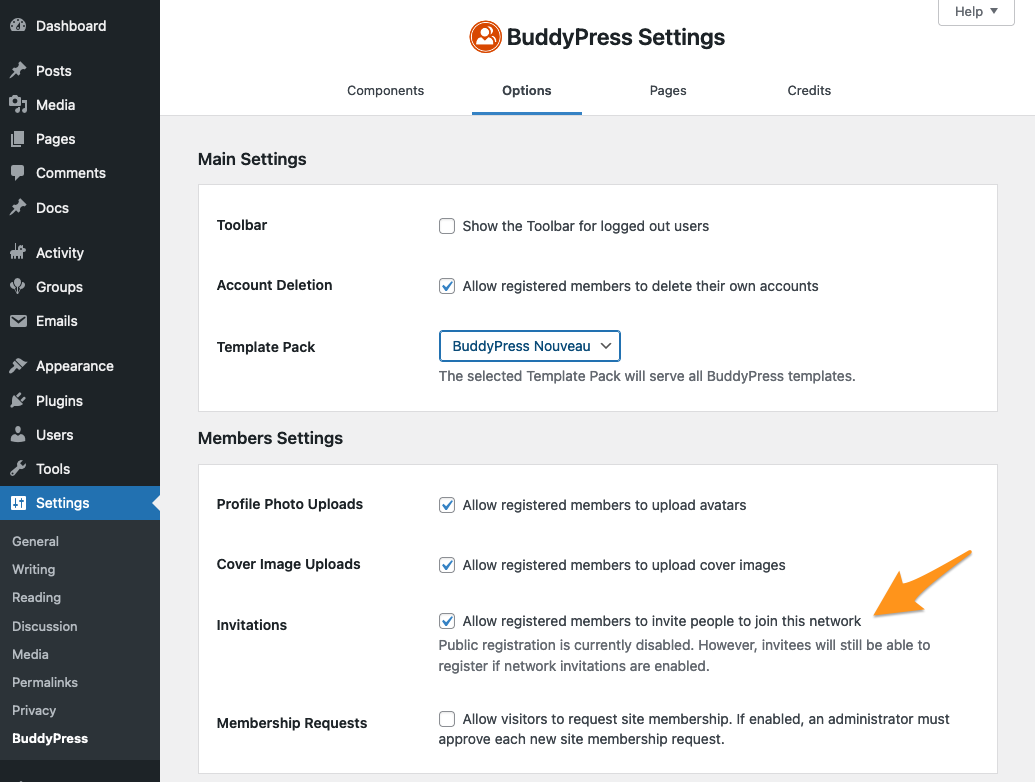 Dashboard
Posts
Media
Pages
Comments
Docs
Activity
Groups
Emails
Appearance
Plugins
Users
Tools
Settings
General
Writing
Reading
Discussion
Media
Permalinks
Privacy
BuddyPress
Help
BuddyPress Settings
Components
Options
Pages
Credits
Main Settings
Toolbar
Show the Toolbar for logged out users
Account Deletion
Allow registered members to delete their own accounts
Template Pack
BuddyPress Nouveau
The selected Template Pack will serve all BuddyPress templates.
Members Settings
Profile Photo Uploads
Allow registered members to upload avatars
Cover Image Uploads
Allow registered members to upload cover images
Invitations
Allow registered members to invite people to join this network
Public registration is currently disabled. However, invitees will still be able to
register if network invitations are enabled.
Membership Requests
Allow visitors to request site membership. If enabled, an administrator must
approve each new site membership request.